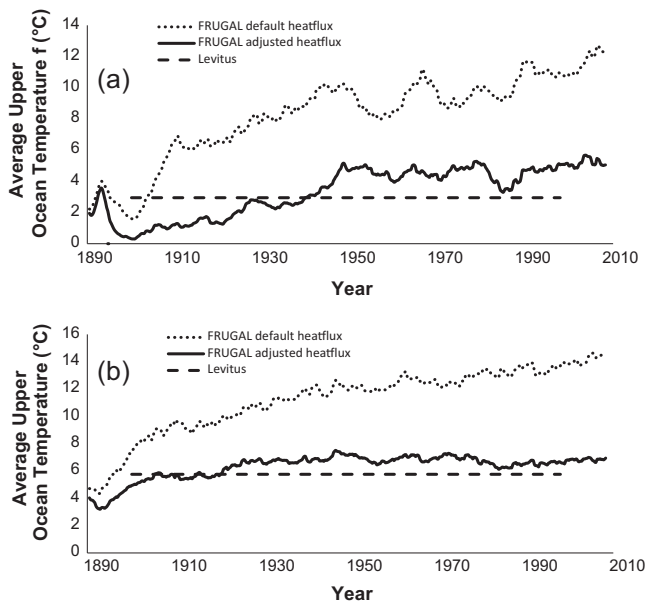 14
12
10
8
6
4
2
0
Average Upper
Ocean Temperature f (°C)
(a)
FRUGAL default heatflux
FRUGAL adjusted heatflux
Levitus
1890 1910 1930 1950 1970 1990 2010
Year
16
14
12
10
8
6
4
2
0
Average Upper
Ocean Temperature (°C)
(b)
FRUGAL default heatflux
FRUGAL adjusted heatflux
Levitus
1890 1910 1930 1950 1970 1990 2010
Year